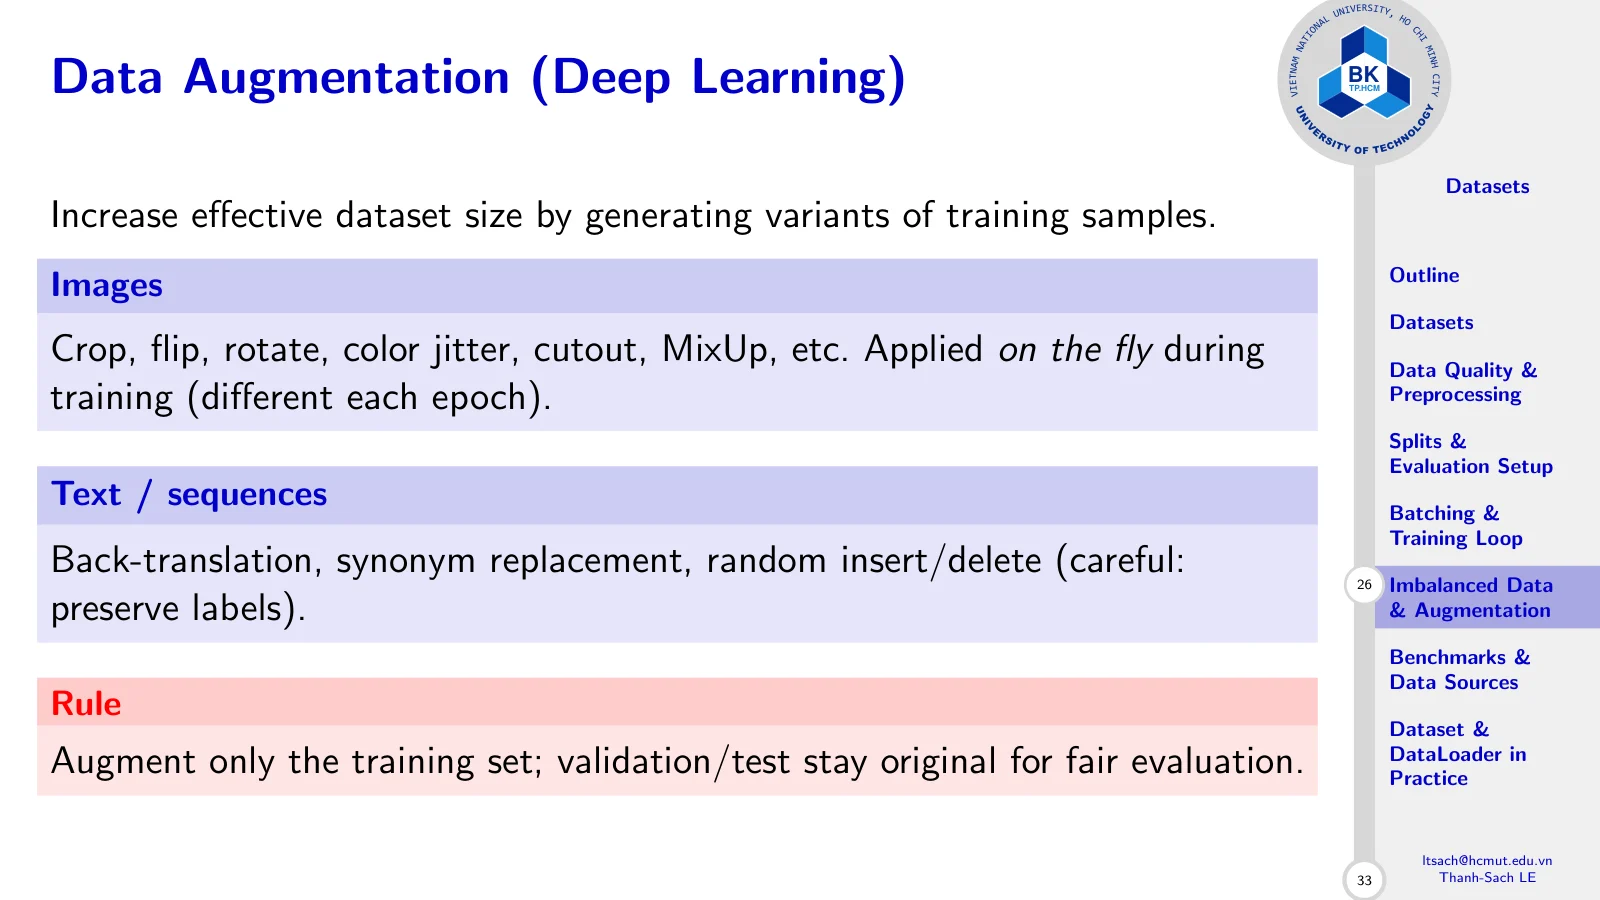 Data Augmentation (Deep Learning)
Increase effective dataset size by generating variants of training samples.
Images
Crop, flip, rotate, color jitter, cutout, MixUp, etc. Applied on the fly during
training (different each epoch).
Text / sequences
Back-translation, synonym replacement, random insert/delete (careful:
preserve labels).
Rule
Augment only the training set; validation/test stay original for fair evaluation.
VIETNAM NATIONAL UNIVERSITY, HO CHI MINH CITY
BK
TP.HCM
UNIVERSITY OF TECHNOLOGY
Datasets
Outline
Datasets
Data Quality &
Preprocessing
Splits &
Evaluation Setup
Batching &
Training Loop
26
Imbalanced Data
& Augmentation
Benchmarks &
Data Sources
Dataset &
DataLoader in
Practice
ltsach@hcmut.edu.vn
Thanh-Sach LE
33